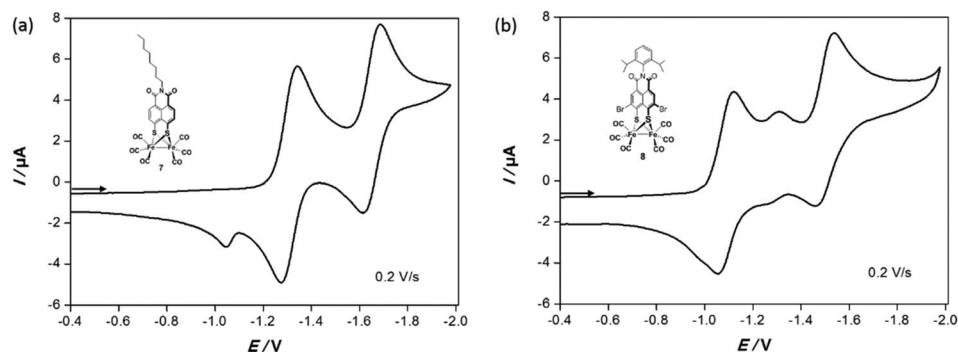 (a)
8
6
4
2
0
-2
-4
-6
I /µA
-0.4 -0.6 -0.8 -1.0 -1.2 -1.4 -1.6 -1.8 -2.0
E /V
0.2 V/s
O N O
S S
OC CO
OC Fe Fe CO
OC CO
7
(b)
8
6
4
2
0
-2
-4
-6
I /µA
-0.4 -0.6 -0.8 -1.0 -1.2 -1.4 -1.6 -1.8 -2.0
E /V
0.2 V/s
O N O
Br Br
S S
OC CO
OC Fe Fe CO
OC CO
8